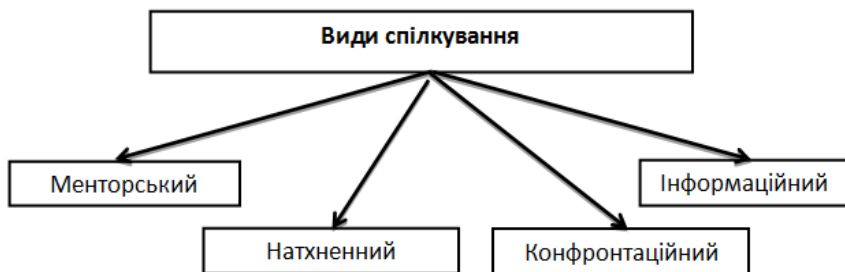 Види спілкування
Менторський
Інформаційний
Натхненний
Конфронтаційний